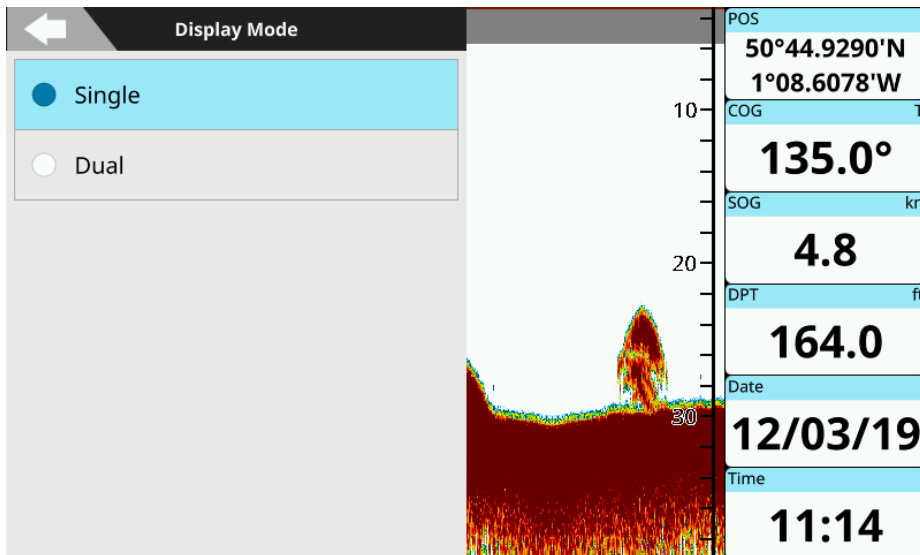 Display Mode
Single
Dual
10
20
30
POS
50°44.9290'N
1°08.6078'W
COG
135.0°
SOG
4.8
DPT
164.0
Date
12/03/19
Time
11:14